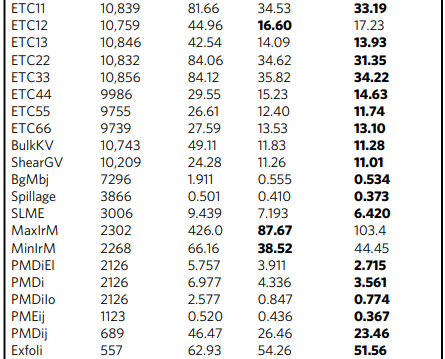 ETC11 10,839 81.66 34.53 33.19
ETC12 10,759 44.96 16.60 17.23
ETC13 10,846 42.54 14.09 13.93
ETC22 10,832 84.06 34.62 31.35
ETC33 10,856 84.12 35.82 34.22
ETC44 9986 29.55 15.23 14.63
ETC55 9755 26.61 12.40 11.74
ETC66 9739 27.59 13.53 13.10
BulkKV 10,743 49.11 11.83 11.28
ShearGV 10,209 24.28 11.26 11.01
BgMbj 7296 1.911 0.555 0.534
Spillage 3866 0.501 0.410 0.373
SLME 3006 9.439 7.193 6.420
MaxIrM 2302 426.0 87.67 103.4
MinIrM 2268 66.16 38.52 44.45
PMDiEl 2126 5.757 3.911 2.715
PMDi 2126 6.977 4.336 3.561
PMDiIo 2126 2.577 0.847 0.774
PMEij 1123 0.520 0.436 0.367
PMDij 689 46.47 26.46 23.46
Exfoli 557 62.93 54.26 51.56